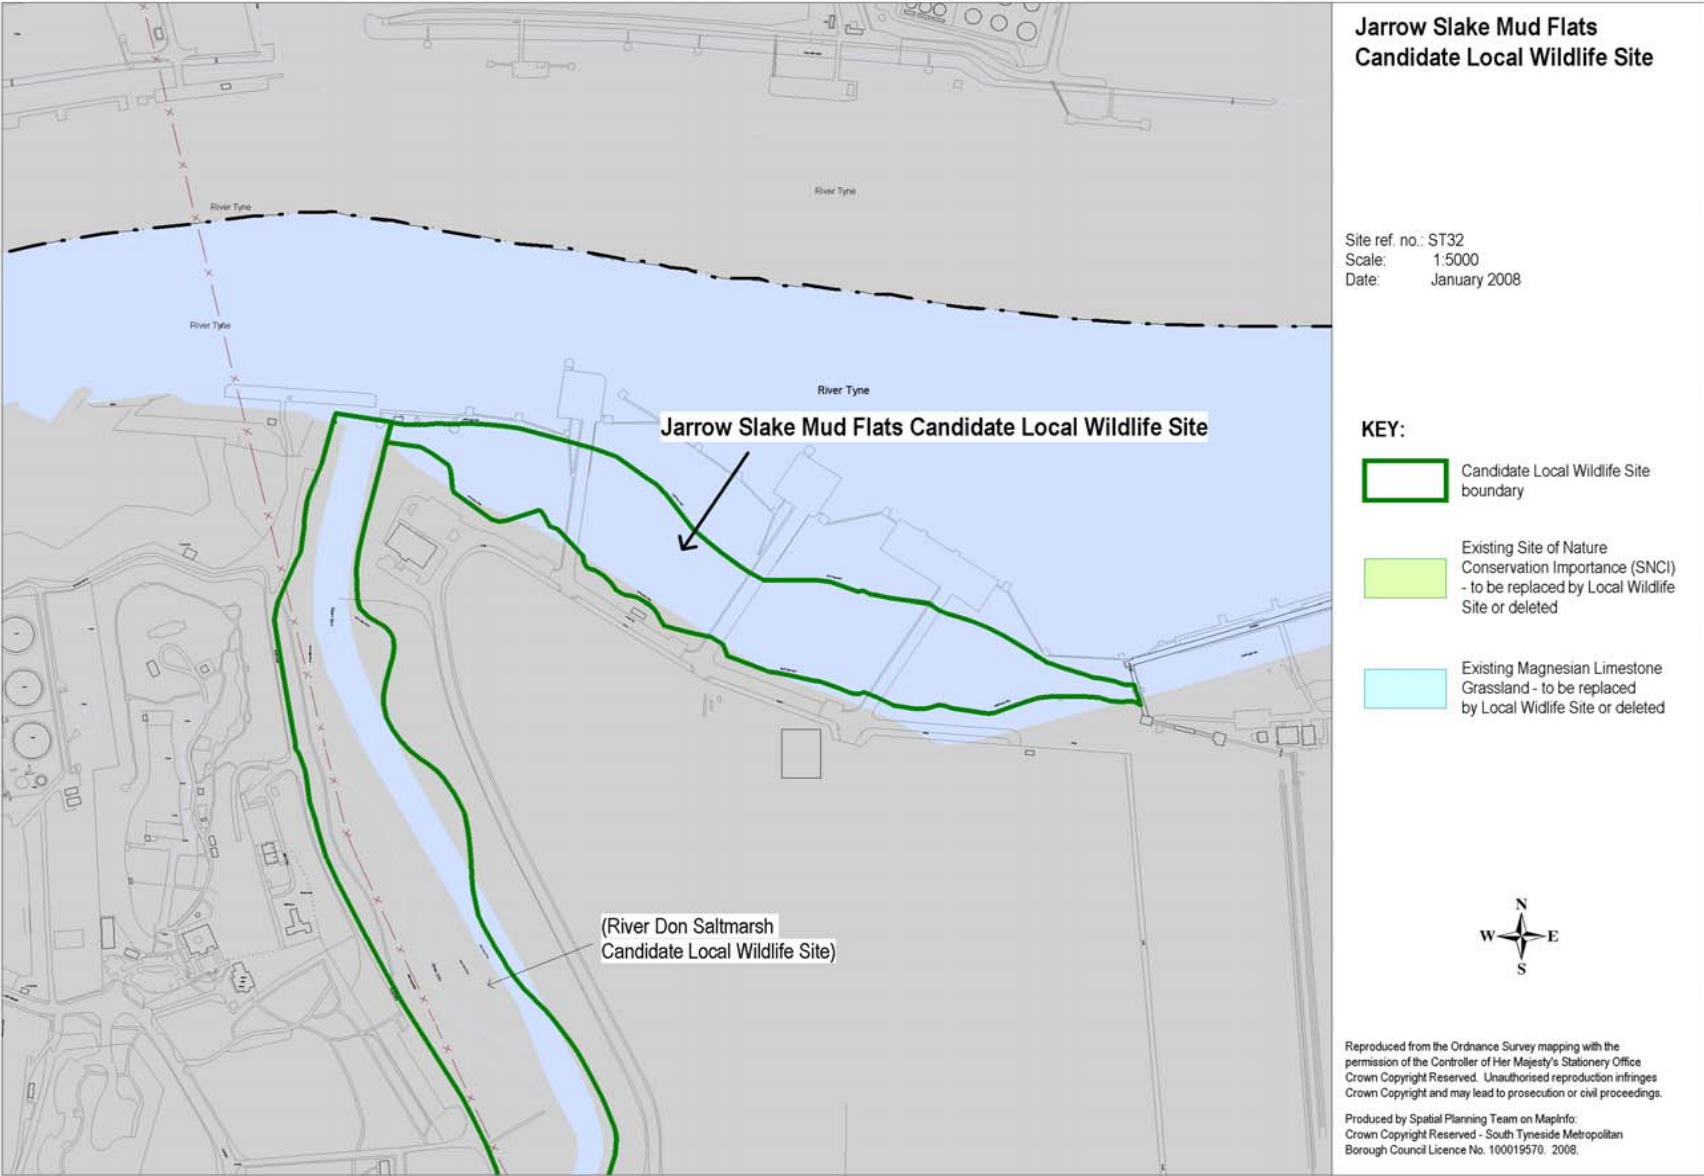 Jarrow Slake Mud Flats
Candidate Local Wildlife Site
Site ref. no.: ST32
Scale: 1:5000
Date: January 2008
River Tyne
River Tyne
River Tyne
River Tyne
Jarrow Slake Mud Flats Candidate Local Wildlife Site
(River Don Saltmarsh
Candidate Local Wildlife Site)
KEY:
Candidate Local Wildlife Site
boundary
Existing Site of Nature
Conservation Importance (SNCI)
- to be replaced by Local Wildlife
Site or deleted
Existing Magnesian Limestone
Grassland - to be replaced
by Local Widlife Site or deleted
N
W E
S
Reproduced from the Ordnance Survey mapping with the
permission of the Controller of Her Majesty's Stationery Office
Crown Copyright Reserved. Unauthorised reproduction infringes
Crown Copyright and may lead to prosecution or civil proceedings.
Produced by Spatial Planning Team on MapInfo:
Crown Copyright Reserved - South Tyneside Metropolitan
Borough Council Licence No. 100019570. 2008.